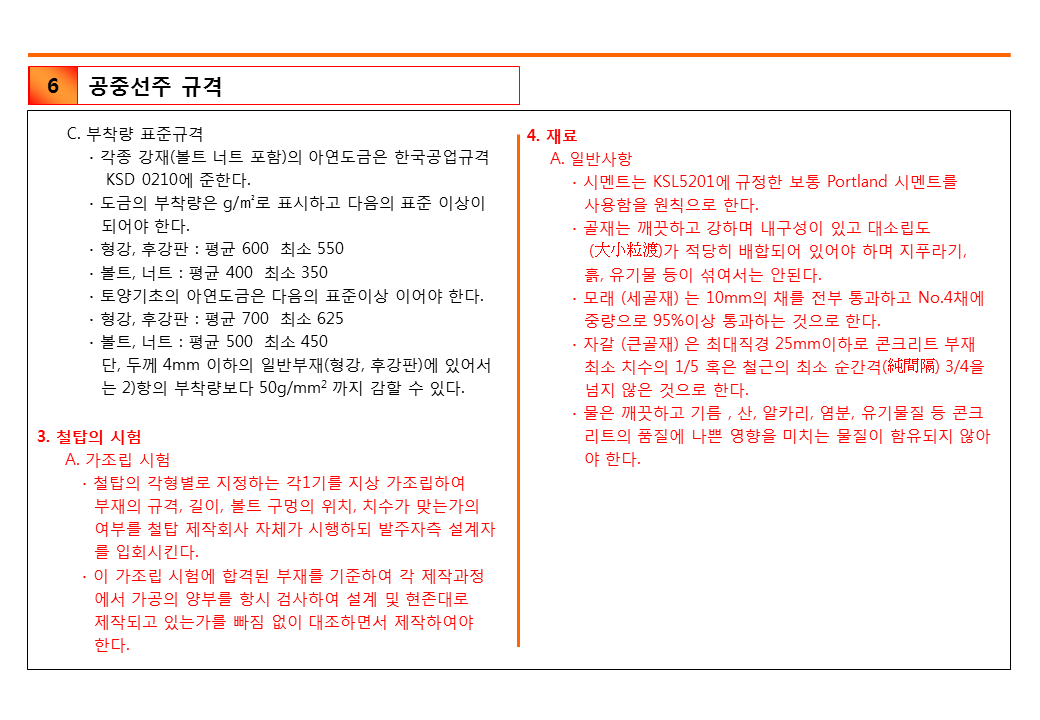 6 공중선주 규격
C. 부착량 표준규격
· 각종 강재(볼트 너트 포함)의 아연도금은 한국공업규격
KSD 0210에 준한다.
· 도금의 부착량은 g/㎡로 표시하고 다음의 표준 이상이
되어야 한다.
· 형강, 후강판 : 평균 600 최소 550
· 볼트, 너트 : 평균 400 최소 350
· 토양기초의 아연도금은 다음의 표준이상 이어야 한다.
· 형강, 후강판 : 평균 700 최소 625
· 볼트, 너트 : 평균 500 최소 450
단, 두께 4mm 이하의 일반부재(형강, 후강판)에 있어서
는 2)항의 부착량보다 50g/mm² 까지 감할 수 있다.
3. 철탑의 시험
A. 가조립 시험
· 철탑의 각형별로 지정하는 각1기를 지상 가조립하여
부재의 규격, 길이, 볼트 구멍의 위치, 치수가 맞는가의
여부를 철탑 제작회사 자체가 시행하되 발주자측 설계자
를 입회시킨다.
· 이 가조립 시험에 합격된 부재를 기준하여 각 제작과정
에서 가공의 양부를 항시 검사하여 설계 및 현존대로
제작되고 있는가를 빠짐 없이 대조하면서 제작하여야
한다.
4. 재료
A. 일반사항
· 시멘트는 KSL5201에 규정한 보통 Portland 시멘트를
사용함을 원칙으로 한다.
· 골재는 깨끗하고 강하며 내구성이 있고 대소립도
(大小粒渡)가 적당히 배합되어 있어야 하며 지푸라기,
흙, 유기물 등이 섞여서는 안된다.
· 모래 (세골재) 는 10mm의 채를 전부 통과하고 No.4채에
중량으로 95%이상 통과하는 것으로 한다.
· 자갈 (큰골재) 은 최대직경 25mm이하로 콘크리트 부재
최소 치수의 1/5 혹은 철근의 최소 순간격(純間隔) 3/4을
넘지 않은 것으로 한다.
· 물은 깨끗하고 기름 , 산, 알카리, 염분, 유기물질 등 콘크
리트의 품질에 나쁜 영향을 미치는 물질이 함유되지 않아
야 한다.